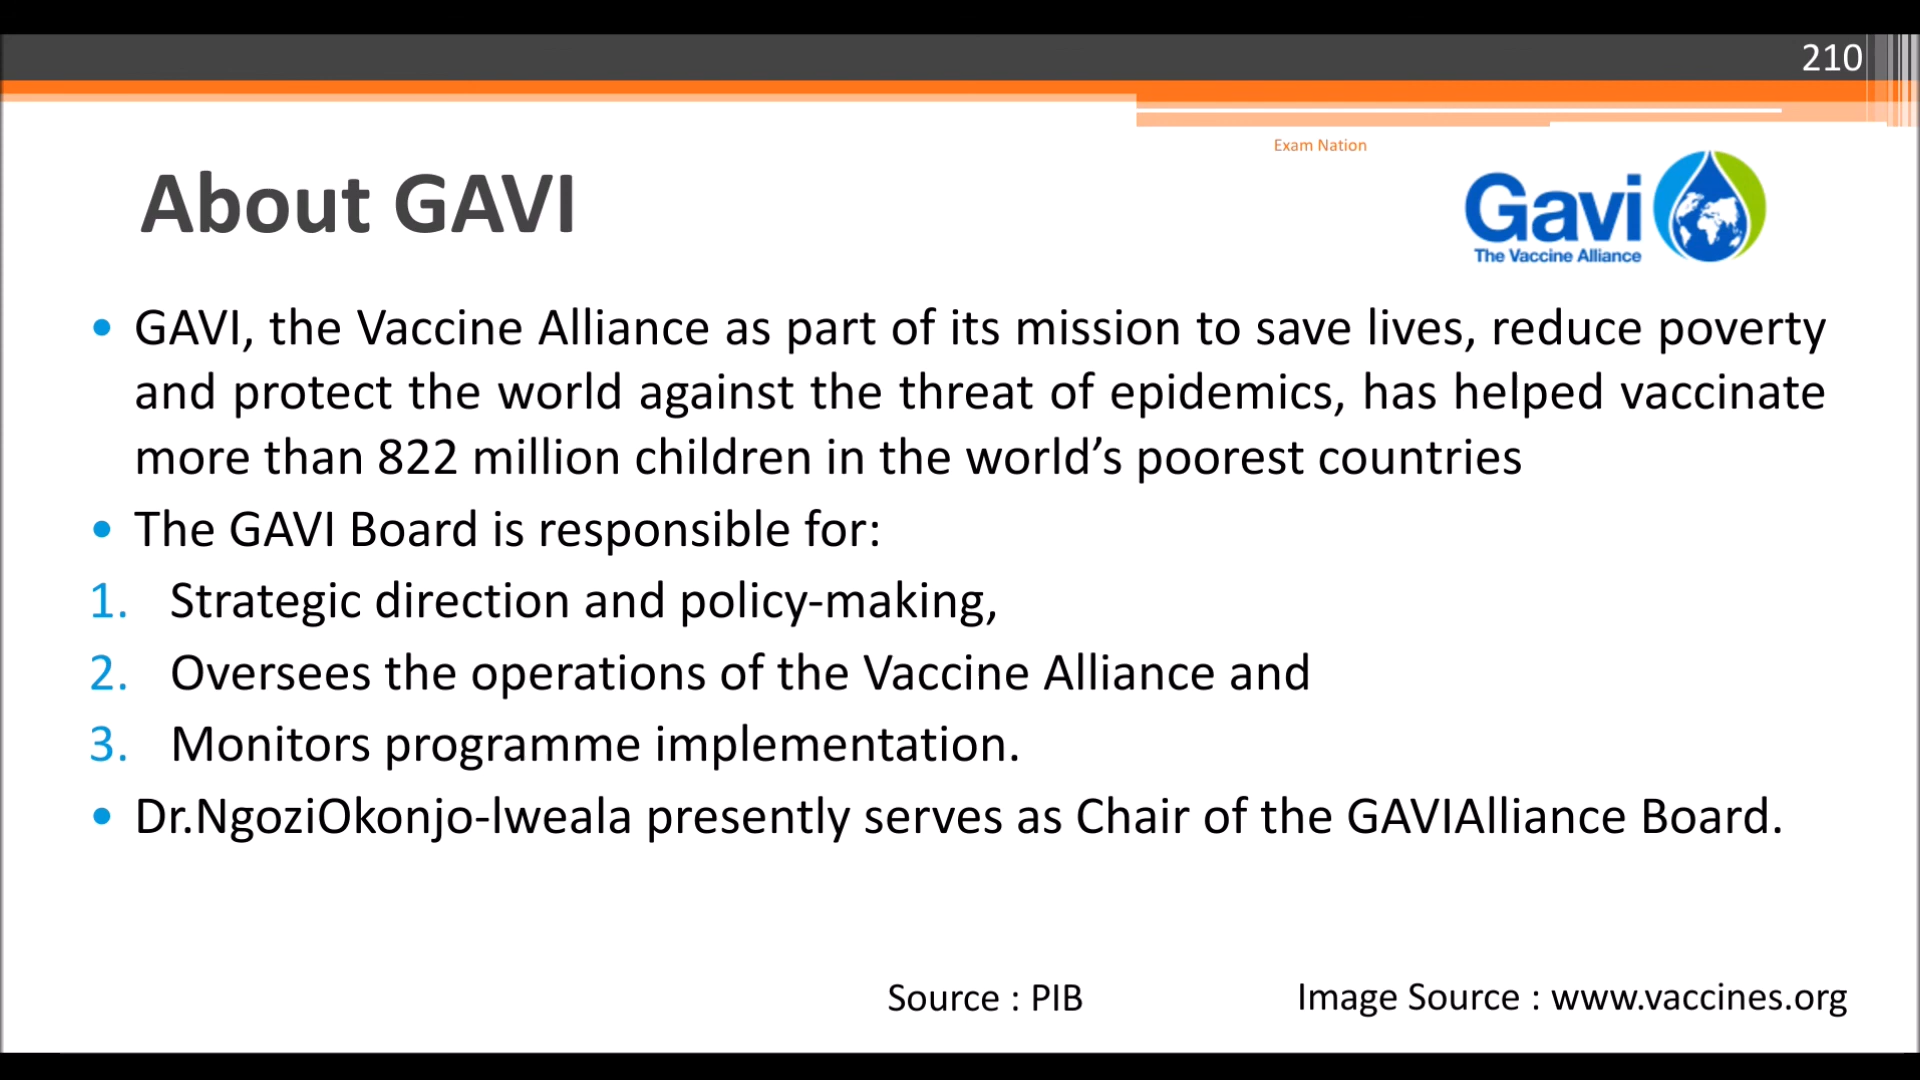 210
Exam Nation
About GAVI
Gavi
The Vaccine Alliance
• GAVI, the Vaccine Alliance as part of its mission to save lives, reduce poverty
and protect the world against the threat of epidemics, has helped vaccinate
more than 822 million children in the world’s poorest countries
• The GAVI Board is responsible for:
1. Strategic direction and policy-making,
2. Oversees the operations of the Vaccine Alliance and
3. Monitors programme implementation.
• Dr.NgoziOkonjo-lweala presently serves as Chair of the GAVIAlliance Board.
Source : PIB
Image Source : www.vaccines.org